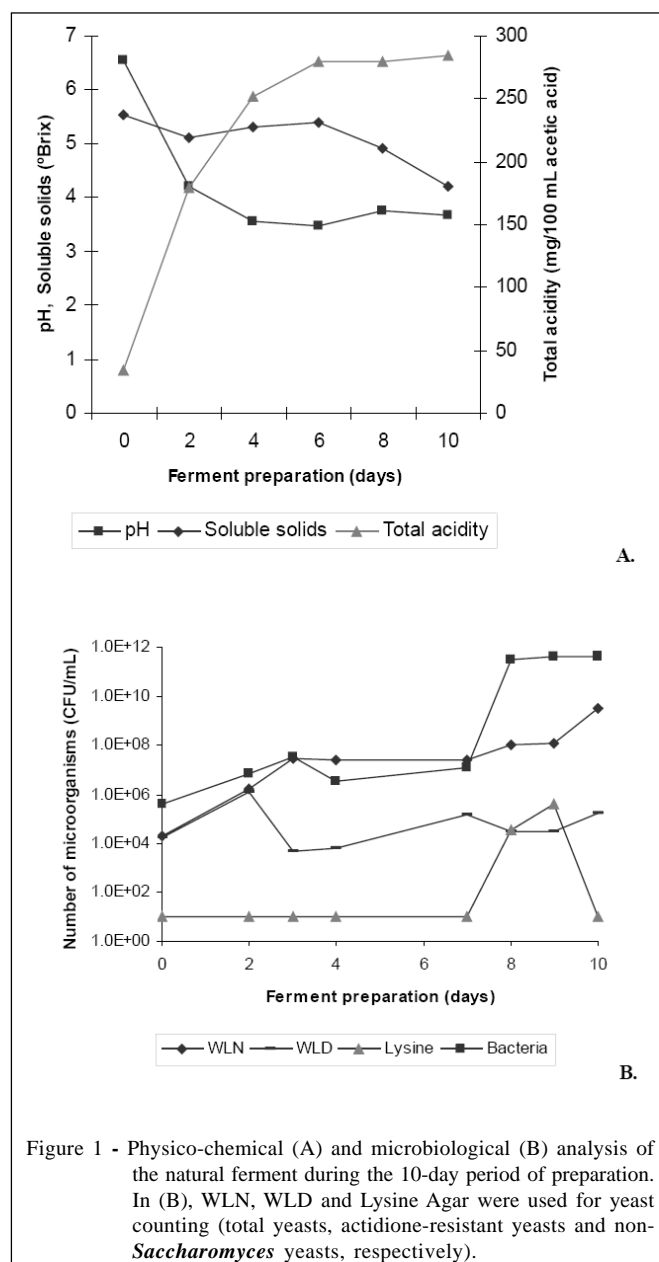 7
6
5
4
3
2
1
0
pH, Soluble solids (ºBrix)
300
250
200
150
100
50
0
Total acidity (mg/100 mL acetic acid)
0 2 4 6 8 10
Ferment preparation (days)
pH Soluble solids Total acidity
A.
1.0E+12
1.0E+10
1.0E+08
1.0E+06
1.0E+04
1.0E+02
1.0E+00
Number of microorganisms (CFU/mL)
0 2 4 6 8 10
Ferment preparation (days)
WLN WLD Lysine Bacteria
B.
Figure 1 - Physico-chemical (A) and microbiological (B) analysis of
the natural ferment during the 10-day period of preparation.
In (B), WLN, WLD and Lysine Agar were used for yeast
counting (total yeasts, actidione-resistant yeasts and non-
Saccharomyces yeasts, respectively).